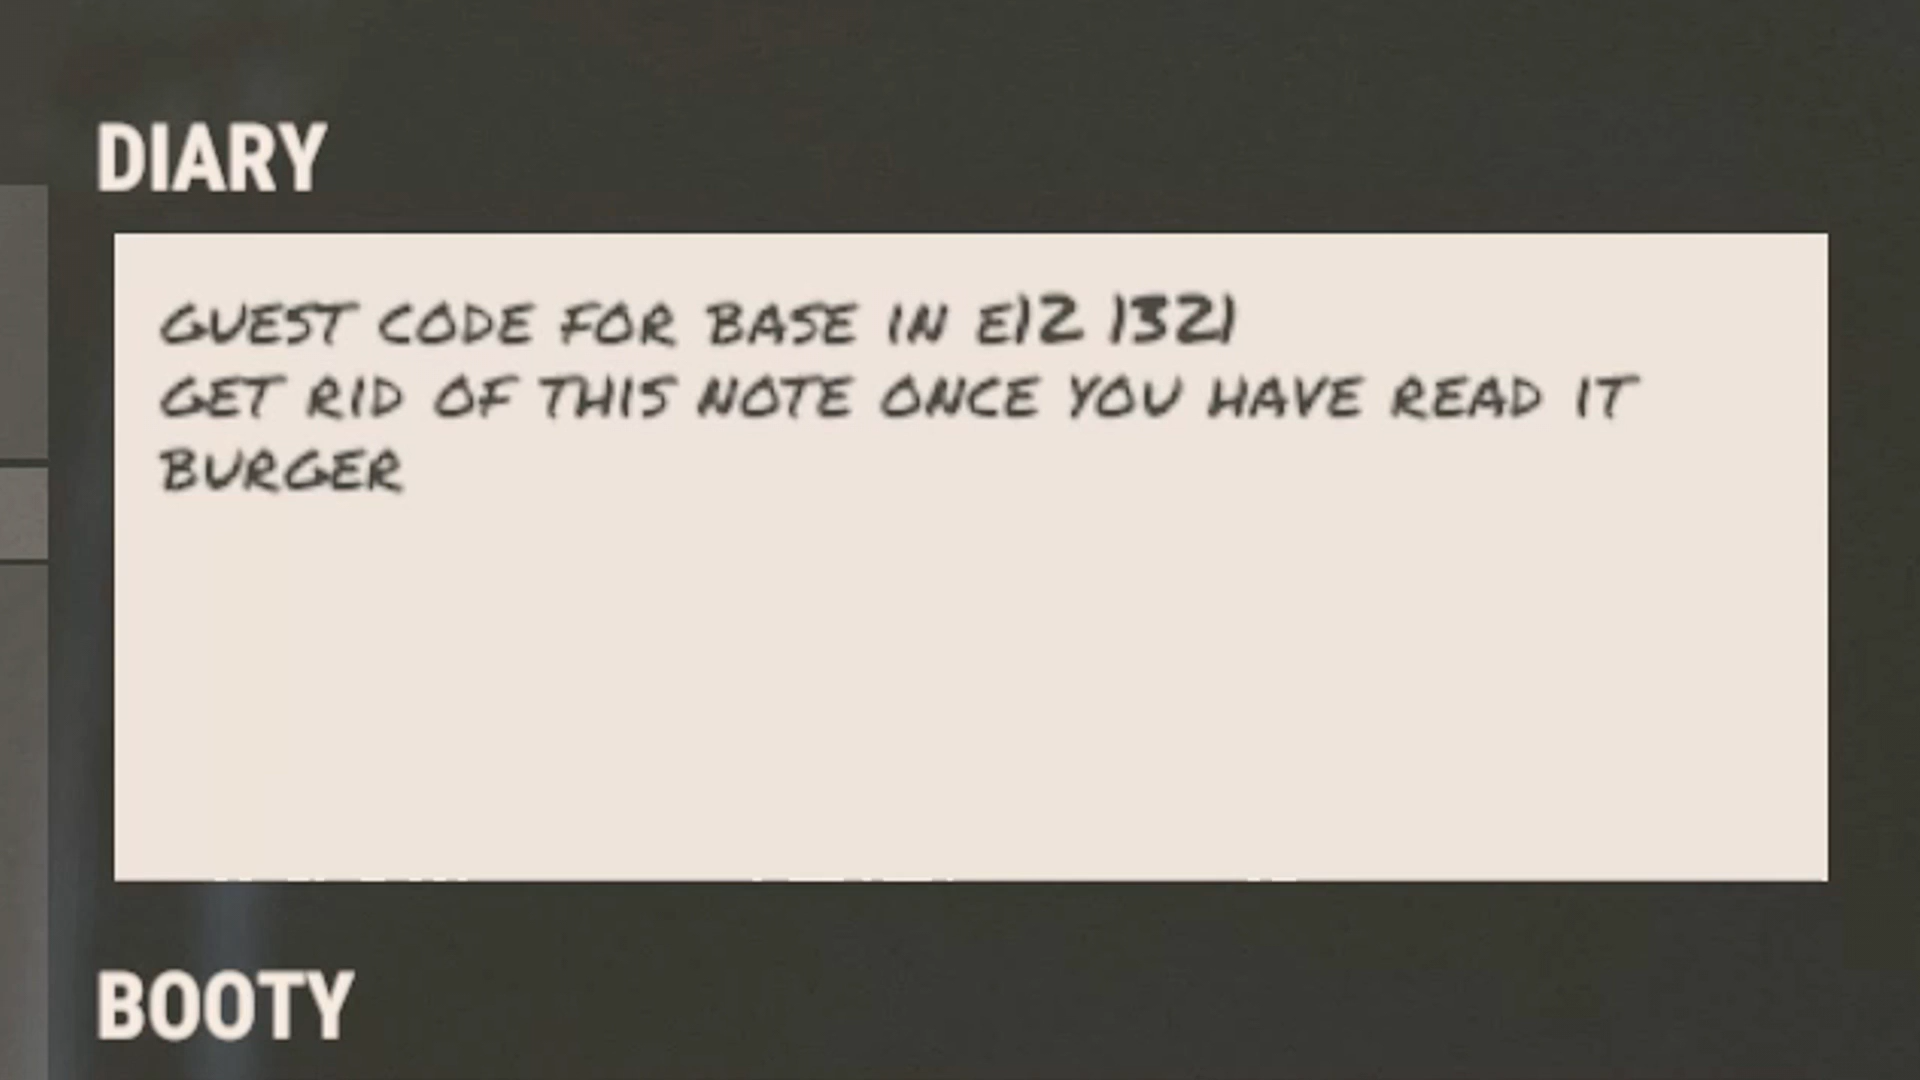 DIARY
GUEST CODE FOR BASE IN E12 1321
GET RID OF THIS NOTE ONCE YOU HAVE READ IT
BURGER
BOOTY